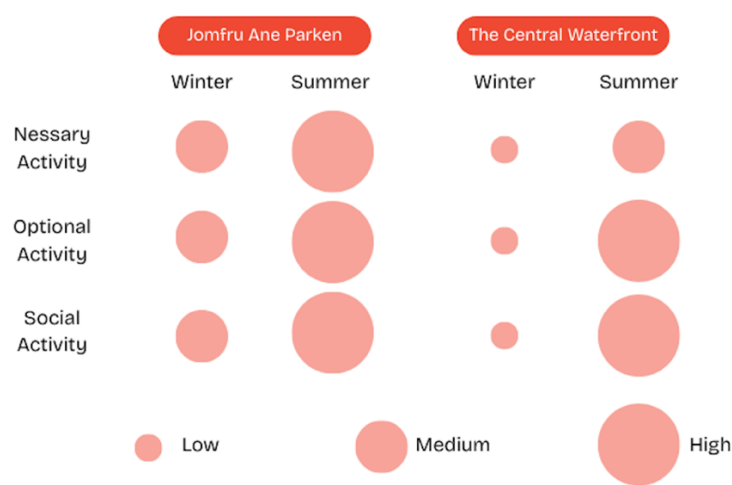 Jomfru Ane Parken The Central Waterfront
Winter Summer Winter Summer
Nessary
Activity
Optional
Activity
Social
Activity
Low Medium High